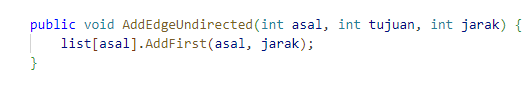 public void AddEdgeUndirected(int asal, int tujuan, int jarak) {
list[asal].AddFirst(asal, jarak);
}